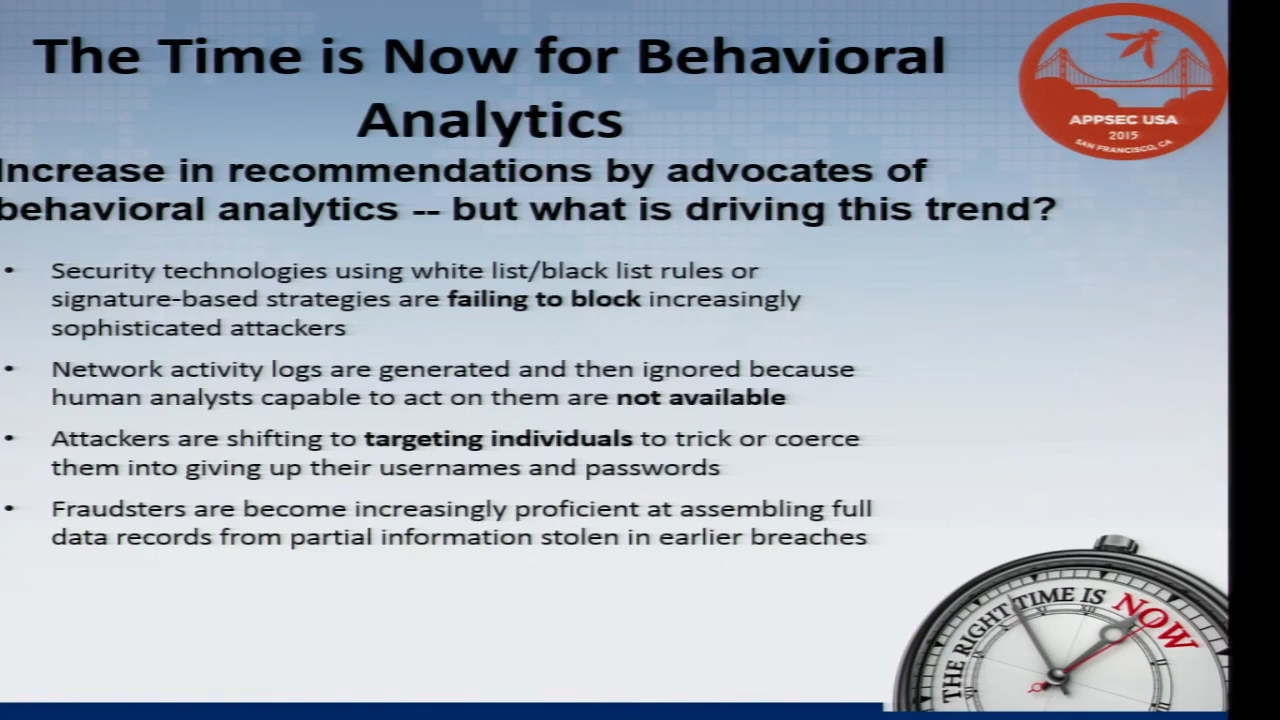 The Time is Now for Behavioral
Analytics
APPSEC USA
2015
SAN FRANCISCO, CA
Increase in recommendations by advocates of
behavioral analytics -- but what is driving this trend?
• Security technologies using white list/black list rules or
signature-based strategies are failing to block increasingly
sophisticated attackers
• Network activity logs are generated and then ignored because
human analysts capable to act on them are not available
• Attackers are shifting to targeting individuals to trick or coerce
them into giving up their usernames and passwords
• Fraudsters are become increasingly proficient at assembling full
data records from partial information stolen in earlier breaches
THE RIGHT TIME IS NOW